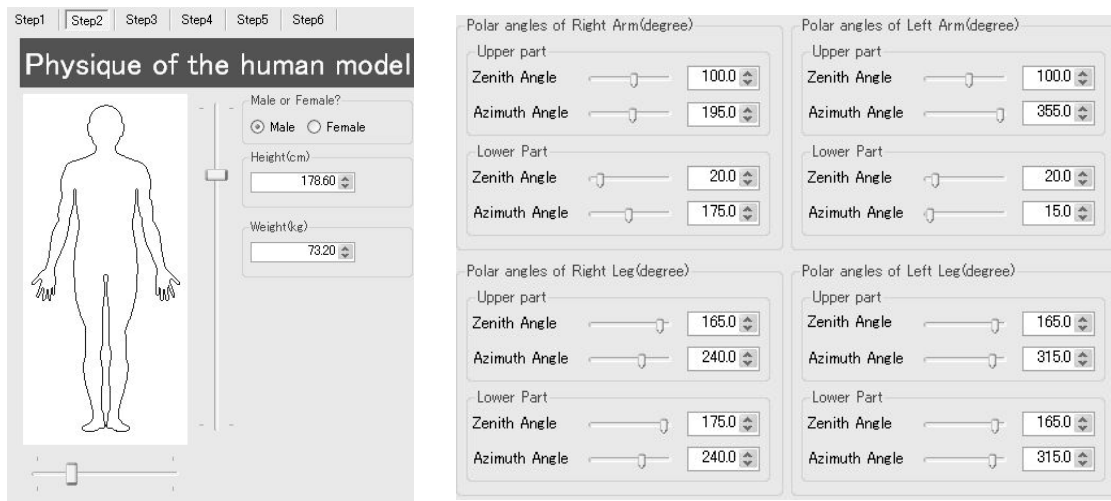 Step1 Step2 Step3 Step4 Step5 Step6
Physique of the human model
Male or Female?
Male Female
Height(cm)
178.60
Weight(kg)
73.20
Polar angles of Right Arm(degree)
Upper part
Zenith Angle 100.0
Azimuth Angle 195.0
Lower Part
Zenith Angle 20.0
Azimuth Angle 175.0
Polar angles of Left Arm(degree)
Upper part
Zenith Angle 100.0
Azimuth Angle 355.0
Lower Part
Zenith Angle 20.0
Azimuth Angle 15.0
Polar angles of Right Leg(degree)
Upper part
Zenith Angle 165.0
Azimuth Angle 240.0
Lower Part
Zenith Angle 175.0
Azimuth Angle 240.0
Polar angles of Left Leg(degree)
Upper part
Zenith Angle 165.0
Azimuth Angle 315.0
Lower Part
Zenith Angle 165.0
Azimuth Angle 315.0